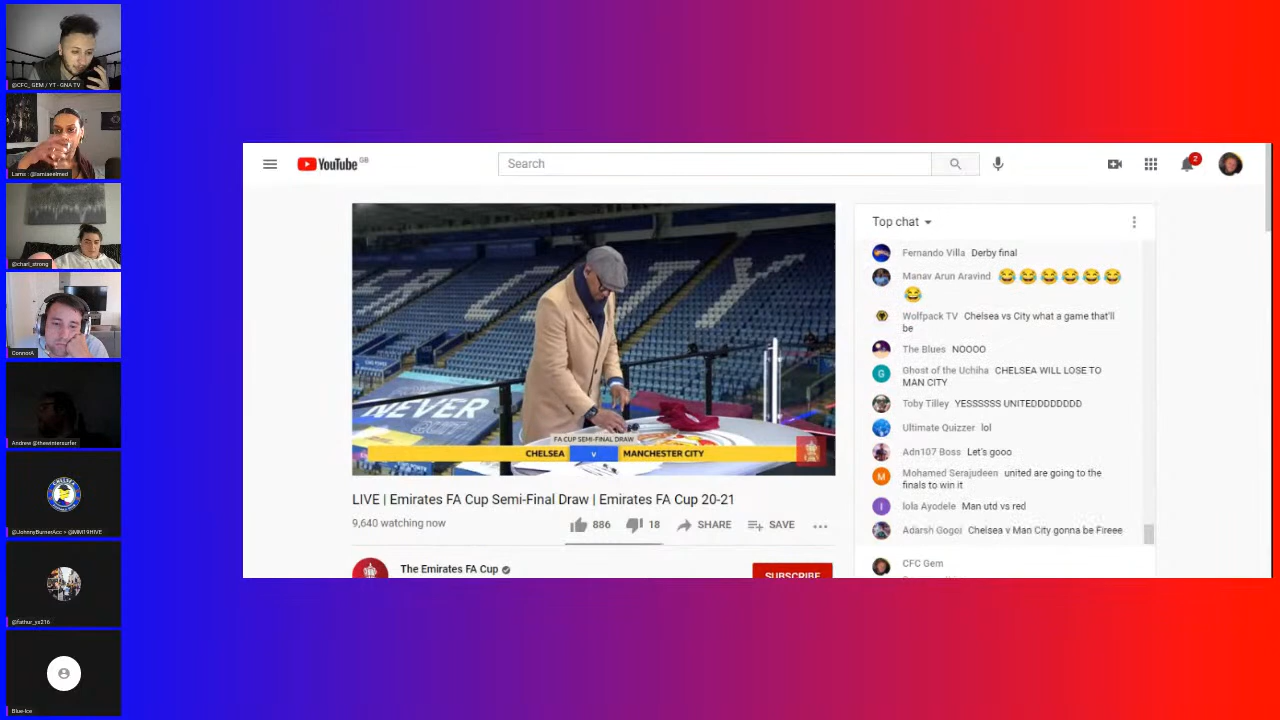 @CFC_ GEM / YT - GNA TV
Lams : @lamiaeelmed
@charl_strong
ConnorA
Andrew @thewintersurfer
@JohnnyBurnerAcc > @MM19HIVE
@fathur_ys216
Blue-Ice
YouTube GB
Search
2
NEVER
FA CUP SEMI-FINAL DRAW
CHELSEA v MANCHESTER CITY
LIVE | Emirates FA Cup Semi-Final Draw | Emirates FA Cup 20-21
9,640 watching now
886 18 SHARE SAVE
The Emirates FA Cup
SUBSCRIBE
Top chat
Fernando Villa Derby final
Manav Arun Aravind 😂😂😂😂😂😂
😂
Wolfpack TV Chelsea vs City what a game that'll
be
The Blues NOOOO
Ghost of the Uchiha CHELSEA WILL LOSE TO
MAN CITY
Toby Tilley YESSSSSS UNITEDDDDDDDD
Ultimate Quizzer lol
Adn107 Boss Let's gooo
Mohamed Serajudeen united are going to the
finals to win it
Iola Ayodele Man utd vs red
Adarsh Gogoi Chelsea v Man City gonna be Fireee
CFC Gem